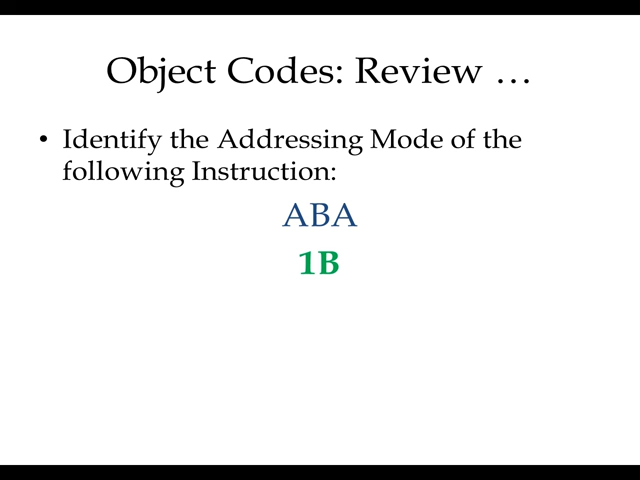 Object Codes: Review …
• Identify the Addressing Mode of the
following Instruction:
ABA
1B